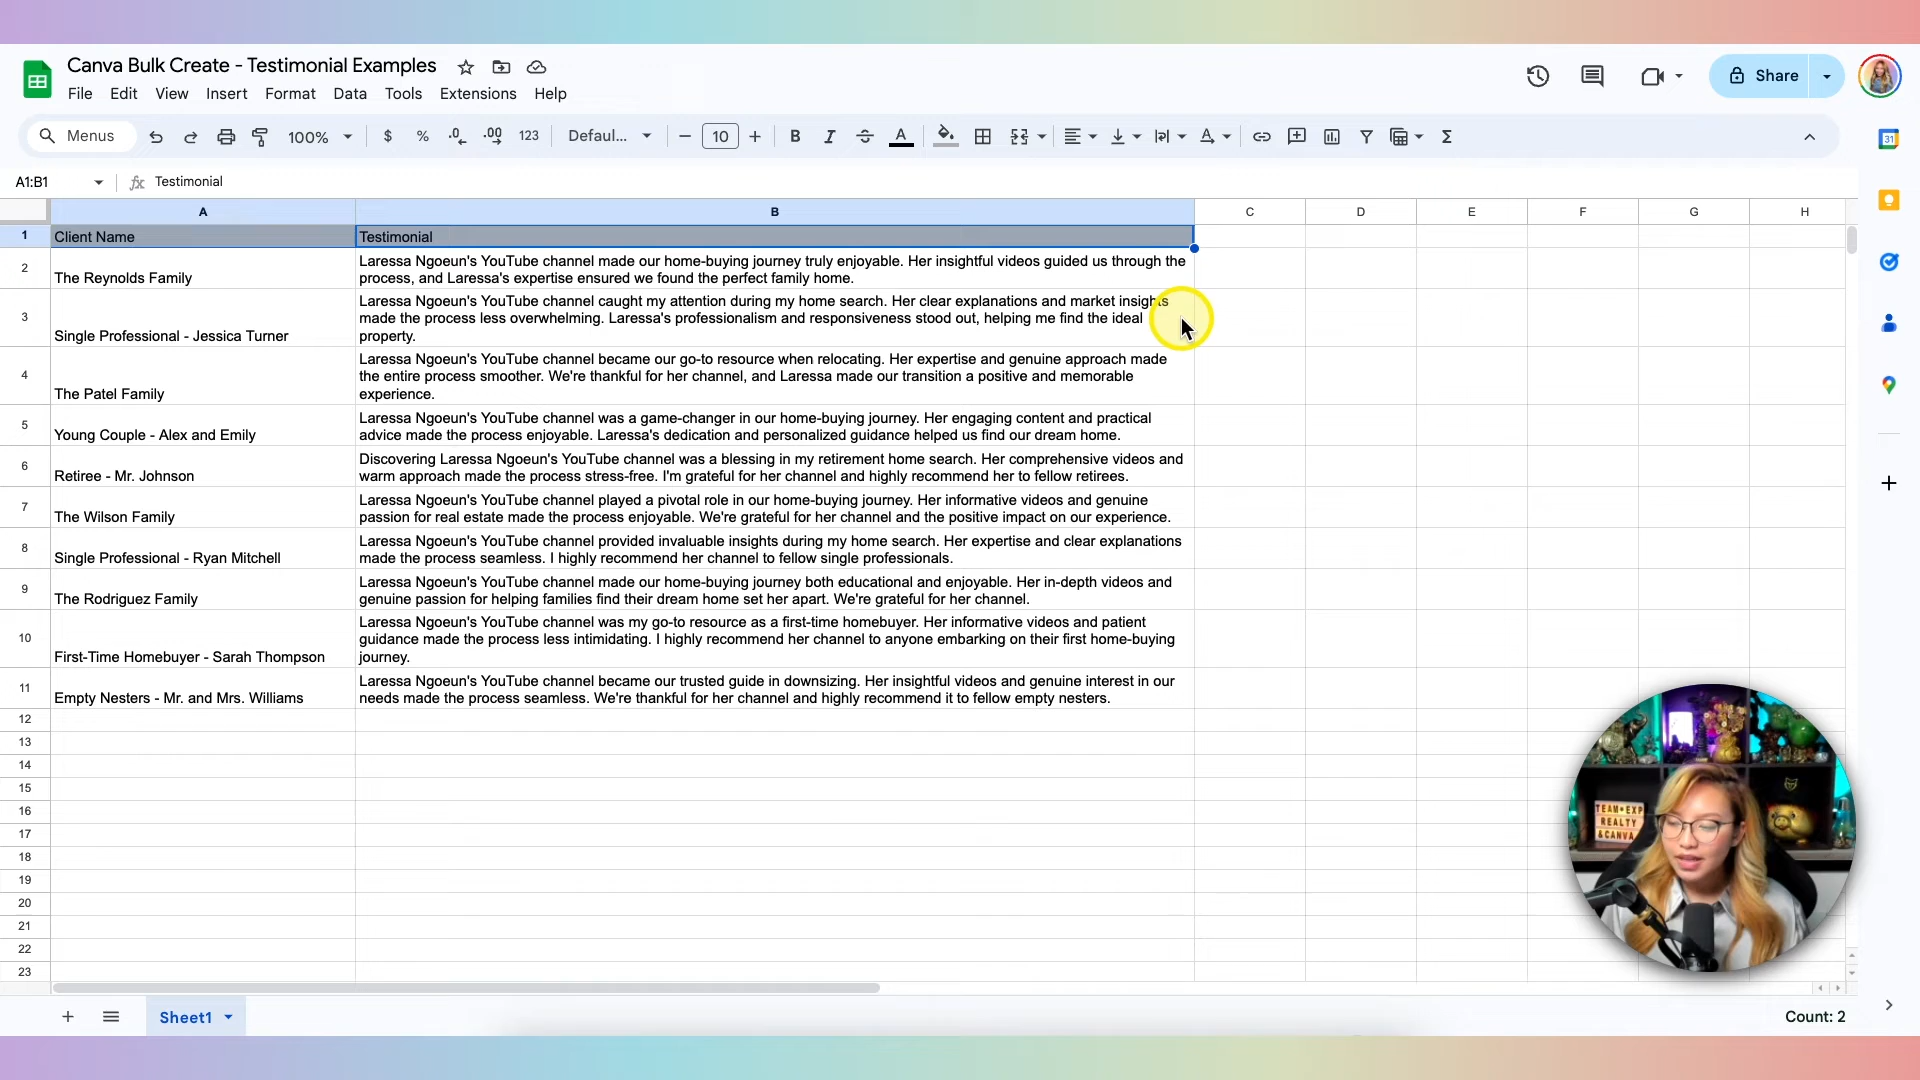 Canva Bulk Create - Testimonial Examples
File Edit View Insert Format Data Tools Extensions Help
Share
Menus 100% $ % .0 .00 123 Defaul... 10 B I S A
A1:B1 fx Testimonial
A B C D E F G H
1 Client Name Testimonial
2 The Reynolds Family
Laressa Ngoeun's YouTube channel made our home-buying journey truly enjoyable. Her insightful videos guided us through the
process, and Laressa's expertise ensured we found the perfect family home.
3 Single Professional - Jessica Turner
Laressa Ngoeun's YouTube channel caught my attention during my home search. Her clear explanations and market insights
made the process less overwhelming. Laressa's professionalism and responsiveness stood out, helping me find the ideal
property.
4 The Patel Family
Laressa Ngoeun's YouTube channel became our go-to resource when relocating. Her expertise and genuine approach made
the entire process smoother. We're thankful for her channel, and Laressa made our transition a positive and memorable
experience.
5 Young Couple - Alex and Emily
Laressa Ngoeun's YouTube channel was a game-changer in our home-buying journey. Her engaging content and practical
advice made the process enjoyable. Laressa's dedication and personalized guidance helped us find our dream home.
6 Retiree - Mr. Johnson
Discovering Laressa Ngoeun's YouTube channel was a blessing in my retirement home search. Her comprehensive videos and
warm approach made the process stress-free. I'm grateful for her channel and highly recommend her to fellow retirees.
7 The Wilson Family
Laressa Ngoeun's YouTube channel played a pivotal role in our home-buying journey. Her informative videos and genuine
passion for real estate made the process enjoyable. We're grateful for her channel and the positive impact on our experience.
8 Single Professional - Ryan Mitchell
Laressa Ngoeun's YouTube channel provided invaluable insights during my home search. Her expertise and clear explanations
made the process seamless. I highly recommend her channel to fellow single professionals.
9 The Rodriguez Family
Laressa Ngoeun's YouTube channel made our home-buying journey both educational and enjoyable. Her in-depth videos and
genuine passion for helping families find their dream home set her apart. We're grateful for her channel.
10 First-Time Homebuyer - Sarah Thompson
Laressa Ngoeun's YouTube channel was my go-to resource as a first-time homebuyer. Her informative videos and patient
guidance made the process less intimidating. I highly recommend her channel to anyone embarking on their first home-buying
journey.
11 Empty Nesters - Mr. and Mrs. Williams
Laressa Ngoeun's YouTube channel became our trusted guide in downsizing. Her insightful videos and genuine interest in our
needs made the process seamless. We're thankful for her channel and highly recommend it to fellow empty nesters.
12
13
14
15
16
17
18
19
20
21
22
23
TEAM EXP
REALTY
& CANVA
31
Sheet1
Count: 2